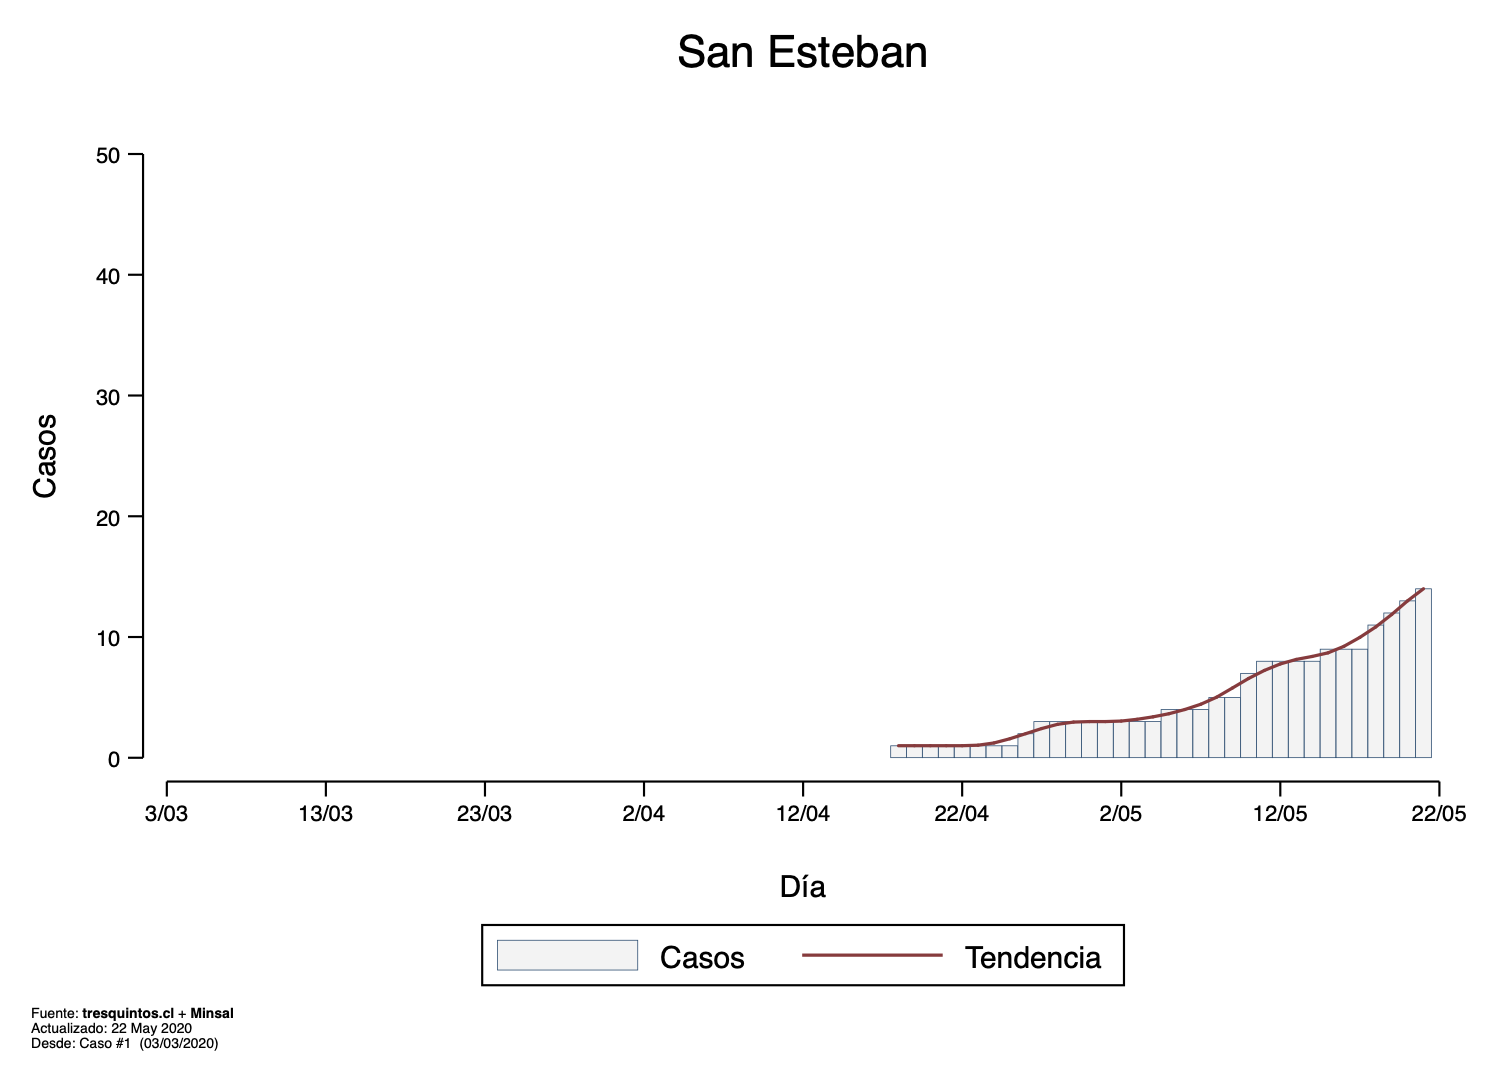 San Esteban
50
40
30
20
10
0
Casos
3/03 13/03 23/03 2/04 12/04 22/04 2/05 12/05 22/05
Día
Casos Tendencia
Fuente: tresquintos.cl + Minsal
Actualizado: 22 May 2020
Desde: Caso #1 (03/03/2020)